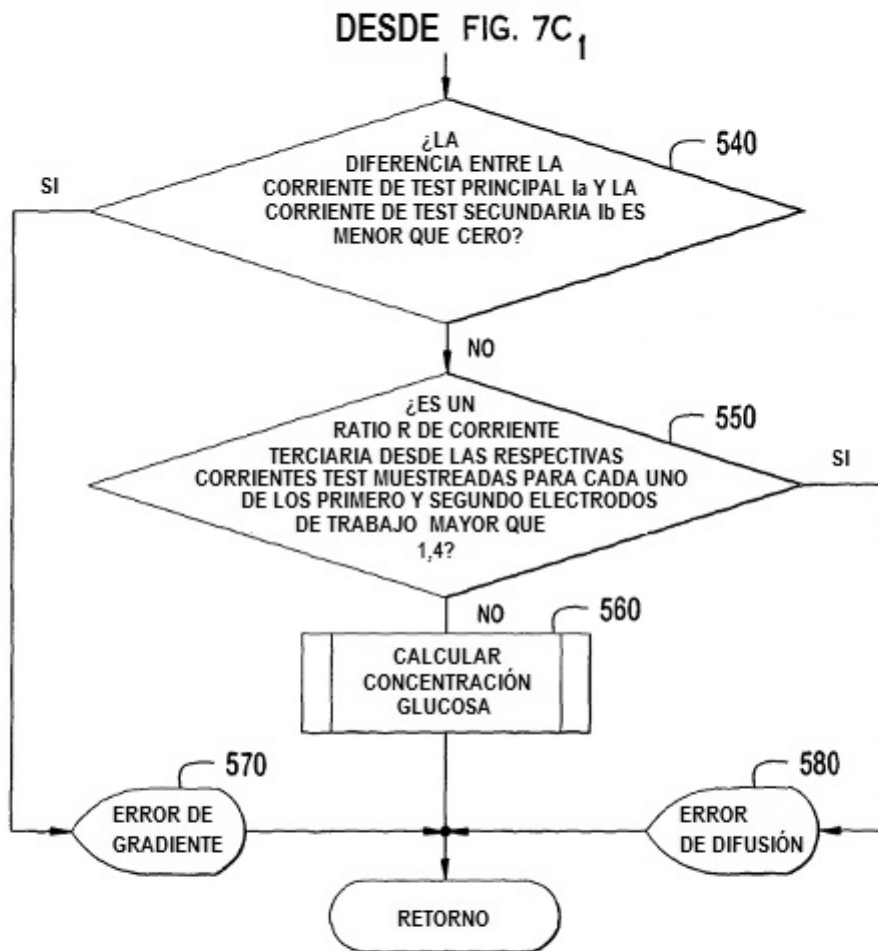 DESDE FIG. 7C1
¿LA
DIFERENCIA ENTRE LA
CORRIENTE DE TEST PRINCIPAL Ia Y LA
CORRIENTE DE TEST SECUNDARIA Ib ES
MENOR QUE CERO?
540
SI
NO
¿ES UN
RATIO R DE CORRIENTE
TERCIARIA DESDE LAS RESPECTIVAS
CORRIENTES TEST MUESTREADAS PARA CADA UNO
DE LOS PRIMERO Y SEGUNDO ELECTRODOS
DE TRABAJO MAYOR QUE
1,4?
550
SI
NO
560
CALCULAR
CONCENTRACIÓN
GLUCOSA
570
ERROR DE
GRADIENTE
580
ERROR
DE DIFUSIÓN
RETORNO